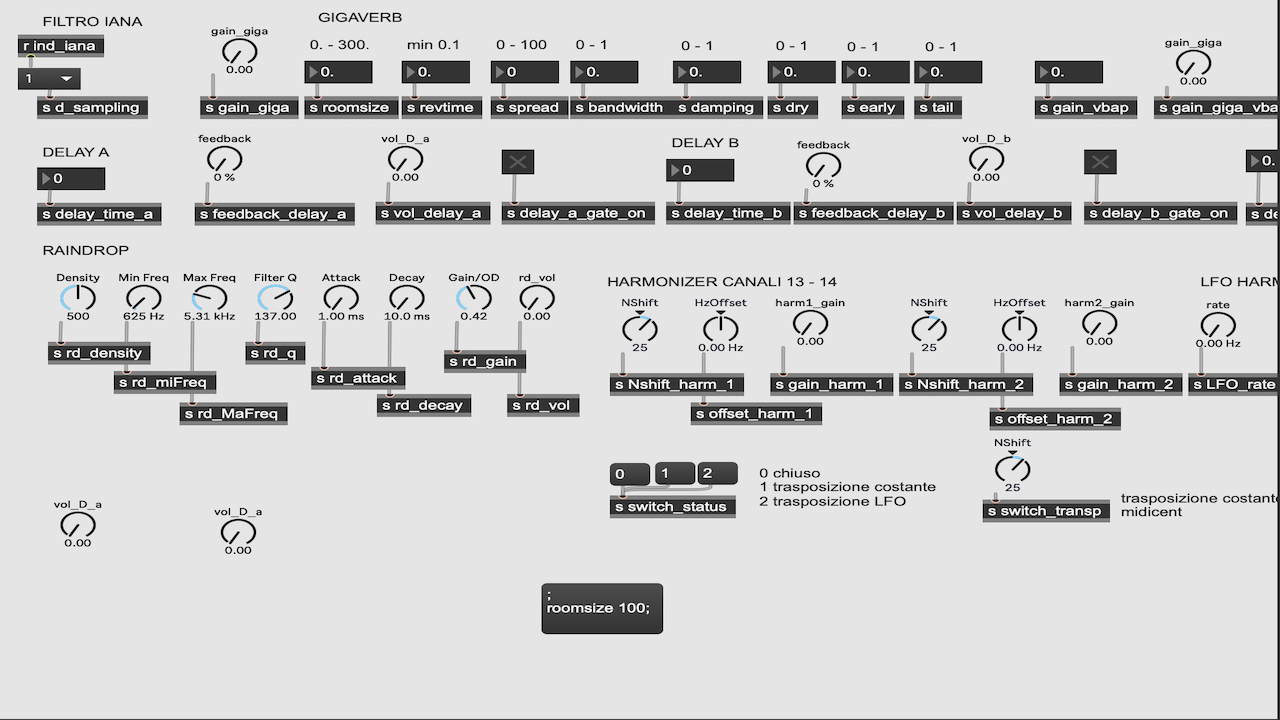 FILTRO IANA
GIGAVERB
r ind_iana
1
s d_sampling
gain_giga
0.00
s gain_giga
0. - 300.
0.
s roomsize
min 0.1
0.
s revtime
0 - 100
0
s spread
0 - 1
0.
s bandwidth
0 - 1
0.
s damping
0 - 1
0.
s dry
0 - 1
0.
s early
0 - 1
0.
s tail
0.
s gain_vbap
gain_giga
0.00
s gain_giga_vba
DELAY A
0
s delay_time_a
feedback
0 %
s feedback_delay_a
vol_D_a
0.00
s vol_delay_a
s delay_a_gate_on
DELAY B
0
s delay_time_b
feedback
0 %
s feedback_delay_b
vol_D_b
0.00
s vol_delay_b
s delay_b_gate_on
0.
s de
RAINDROP
Density
500
s rd_density
Min Freq
625 Hz
s rd_miFreq
Max Freq
5.31 kHz
s rd_MaFreq
Filter Q
137.00
s rd_q
Attack
1.00 ms
s rd_attack
Decay
10.0 ms
s rd_decay
Gain/OD
0.42
s rd_gain
rd_vol
0.00
s rd_vol
HARMONIZER CANALI 13 - 14
NShift
25
s Nshift_harm_1
HzOffset
0.00 Hz
s offset_harm_1
harm1_gain
0.00
s gain_harm_1
NShift
25
s Nshift_harm_2
HzOffset
0.00 Hz
s offset_harm_2
harm2_gain
0.00
s gain_harm_2
LFO HARM
rate
0.00 Hz
s LFO_rate
0
1
2
s switch_status
0 chiuso
1 trasposizione costante
2 trasposizione LFO
NShift
25
s switch_transp
trasposizione costante
midicent
vol_D_a
0.00
vol_D_a
0.00
;
roomsize 100;